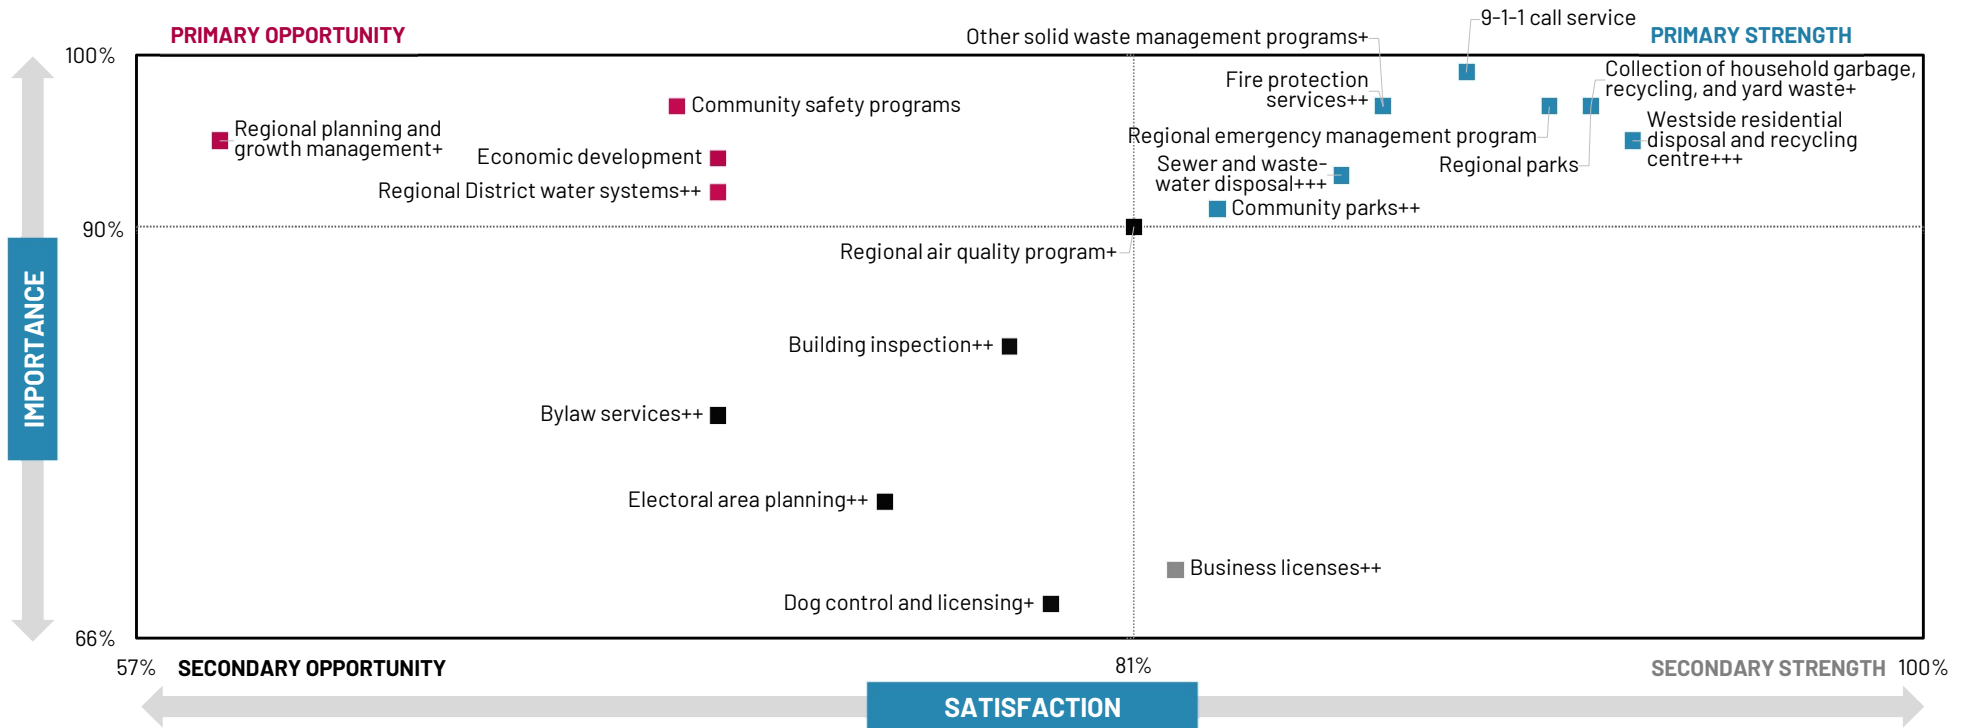 PRIMARY OPPORTUNITY
PRIMARY STRENGTH
100%
90%
66%
IMPORTANCE
Other solid waste management programs+
9-1-1 call service
Fire protection
services++
Collection of household garbage,
recycling, and yard waste+
Community safety programs
Regional planning and
growth management+
Regional emergency management program
Westside residential
disposal and recycling
centre+++
Economic development
Sewer and waste-
water disposal+++
Regional parks
Regional District water systems++
Community parks++
Regional air quality program+
Building inspection++
Bylaw services++
Electoral area planning++
Business licenses++
Dog control and licensing+
57%
SECONDARY OPPORTUNITY
81%
SECONDARY STRENGTH
100%
SATISFACTION